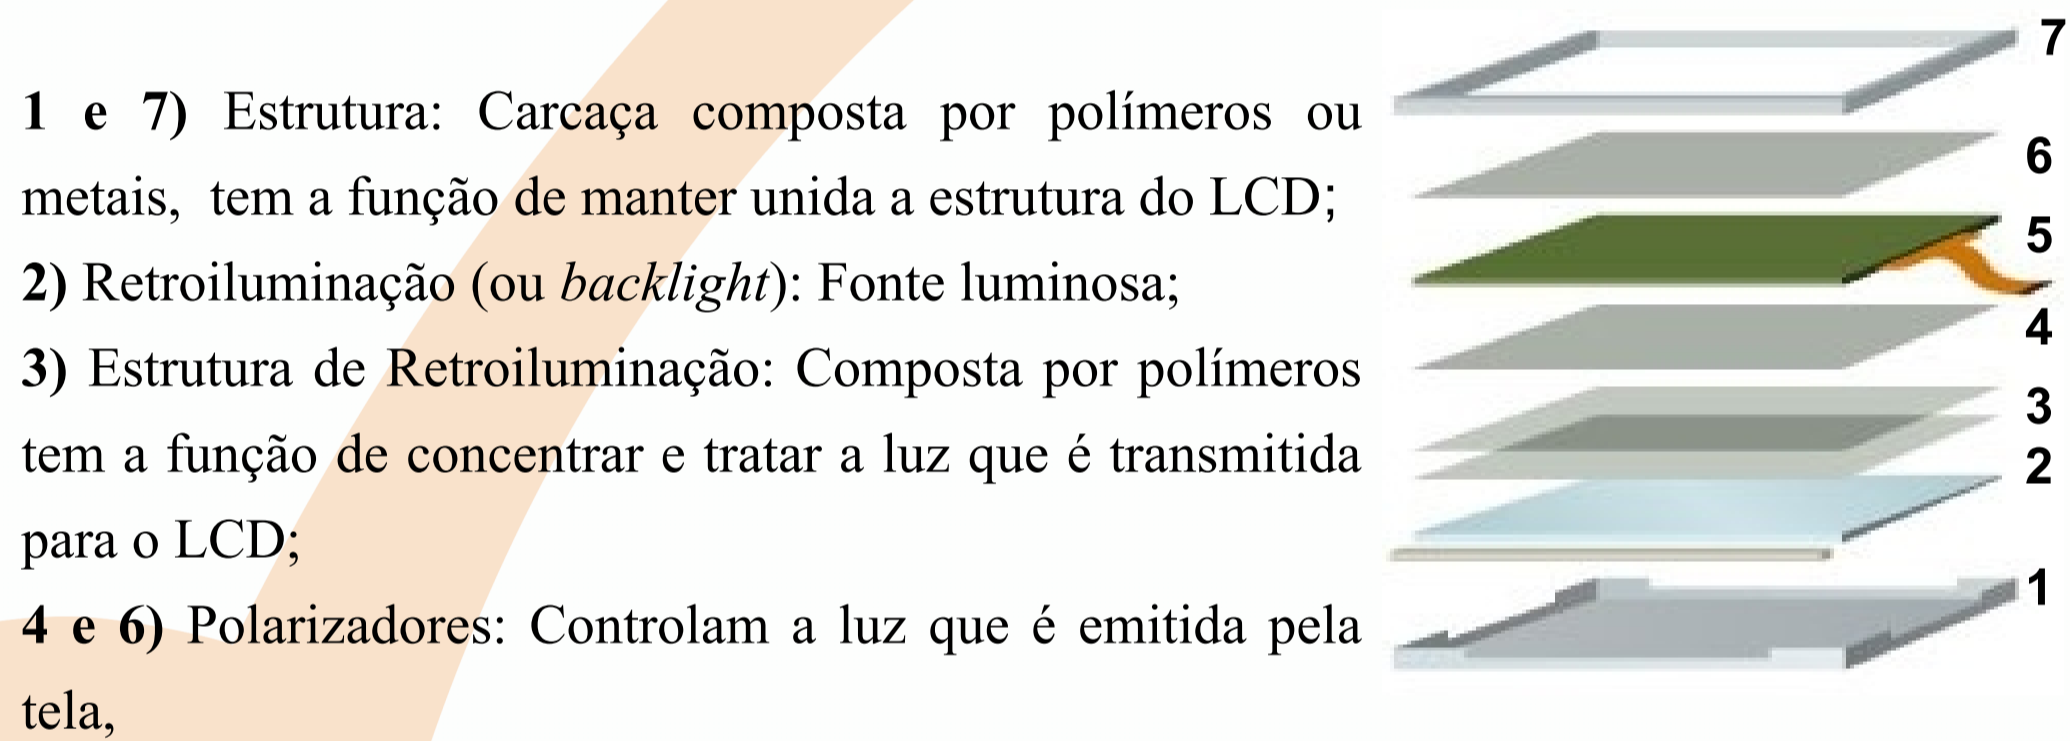 1 e 7) Estrutura: Carcaça composta por polímeros ou
metais, tem a função de manter unida a estrutura do LCD;
2) Retroiluminação (ou backlight): Fonte luminosa;
3) Estrutura de Retroiluminação: Composta por polímeros
tem a função de concentrar e tratar a luz que é transmitida
para o LCD;
4 e 6) Polarizadores: Controlam a luz que é emitida pela
tela,
7
6
5
4
3
2
1